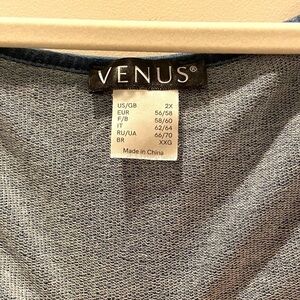 VENUS®
US/GB 2X
EUR 56/58
F/B 58/60
IT 62/64
RU/UA 66/70
BR XXG
Made in China